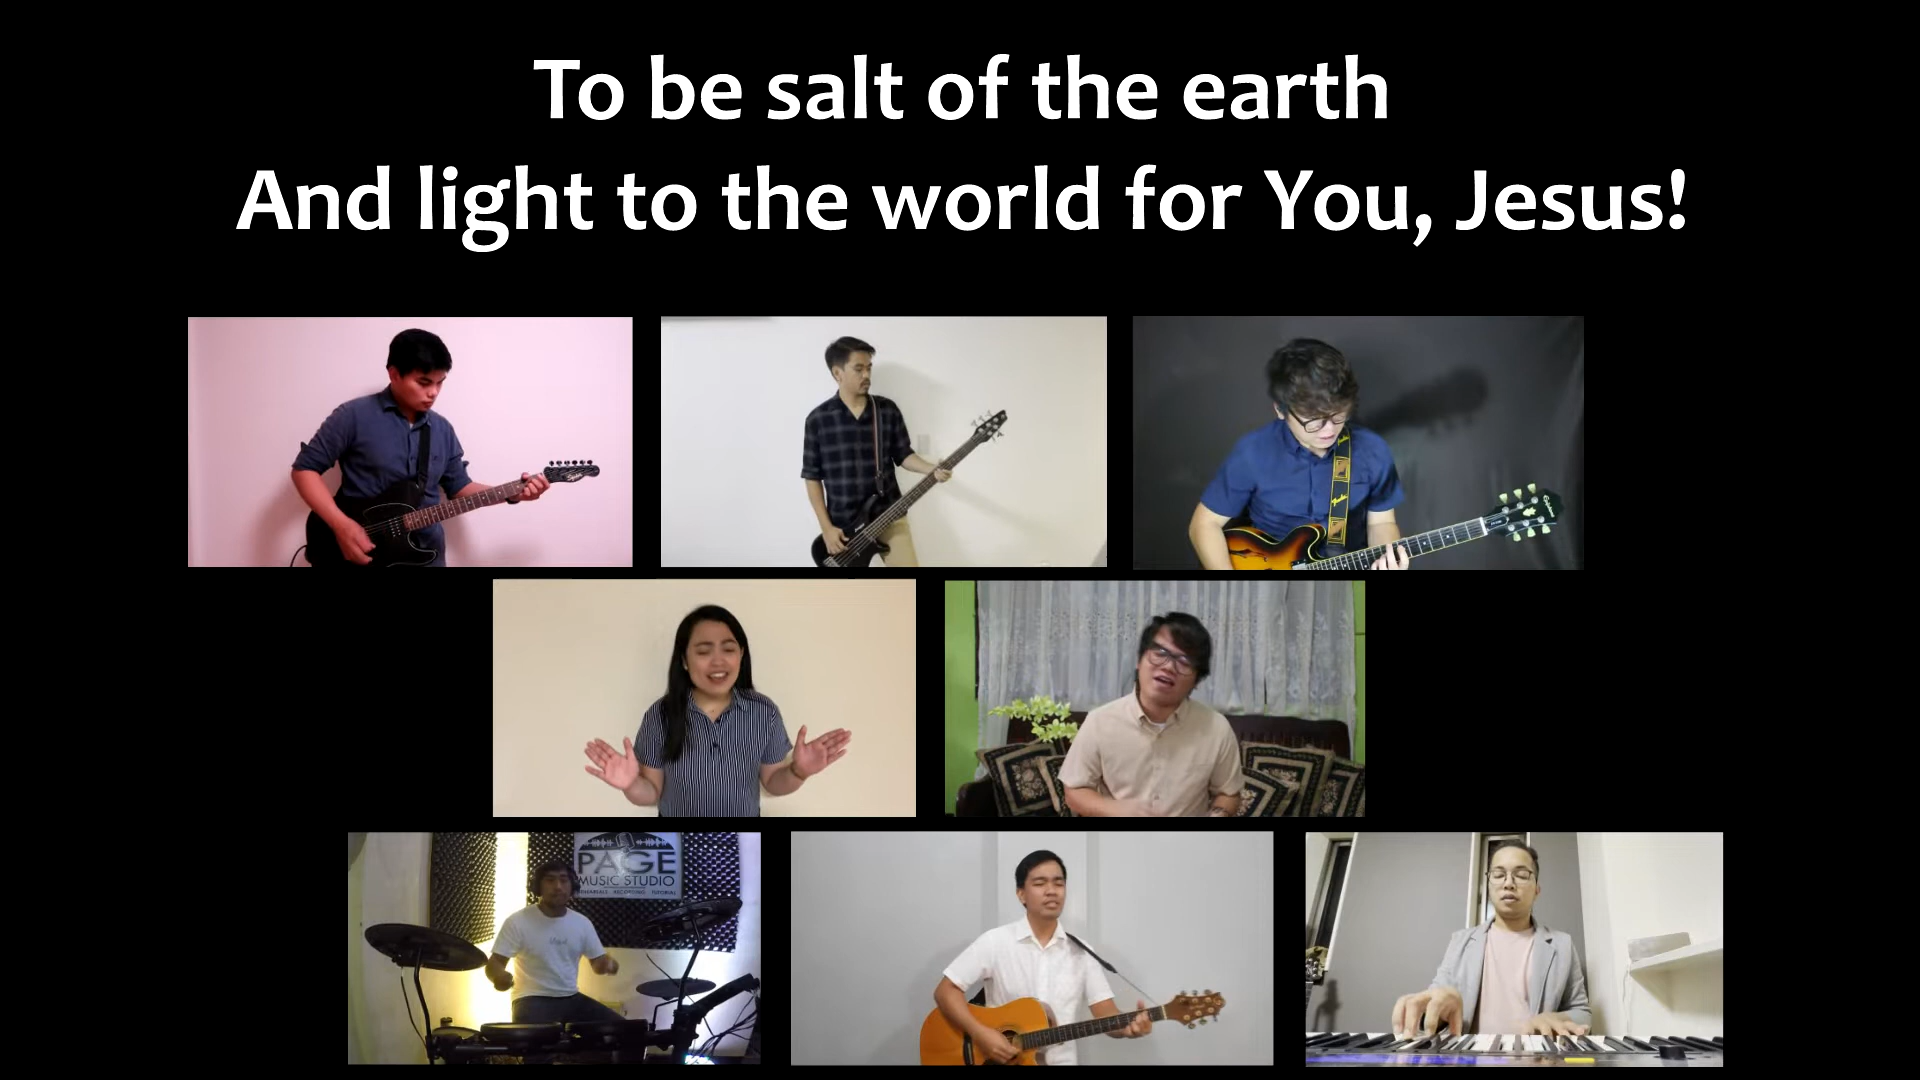 To be salt of the earth
And light to the world for You, Jesus!
PAGE
MUSIC STUDIO